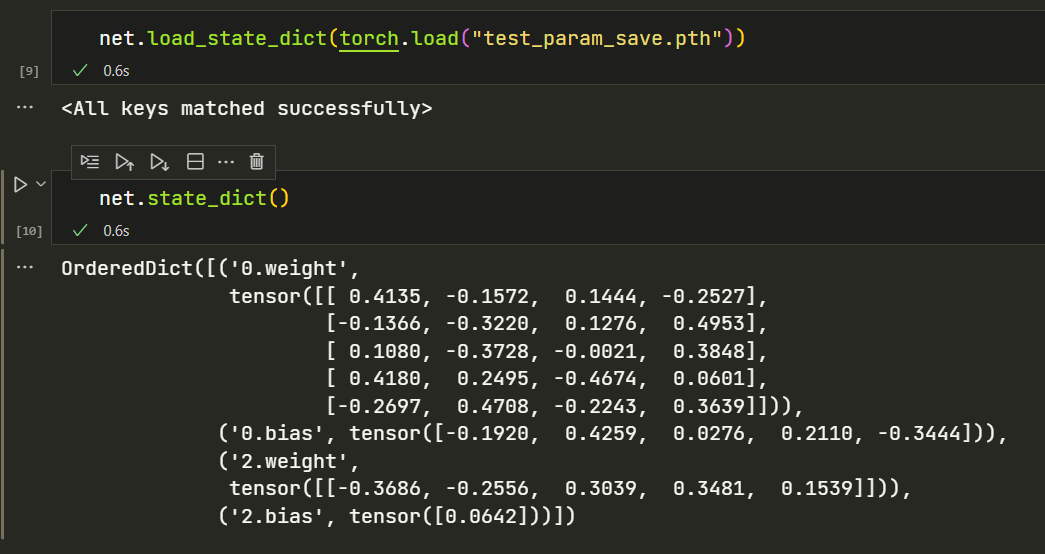 net.load_state_dict(torch.load("test_param_save.pth"))
[9]
0.6s
<All keys matched successfully>
net.state_dict()
[10]
0.6s
OrderedDict([('0.weight',
              tensor([[ 0.4135, -0.1572,  0.1444, -0.2527],
                      [-0.1366, -0.3220,  0.1276,  0.4953],
                      [ 0.1080, -0.3728, -0.0021,  0.3848],
                      [ 0.4180,  0.2495, -0.4674,  0.0601],
                      [-0.2697,  0.4708, -0.2243,  0.3639]])),
             ('0.bias', tensor([-0.1920,  0.4259,  0.0276,  0.2110, -0.3444])),
             ('2.weight',
              tensor([[-0.3686, -0.2556,  0.3039,  0.3481,  0.1539]])),
             ('2.bias', tensor([0.0642]))])